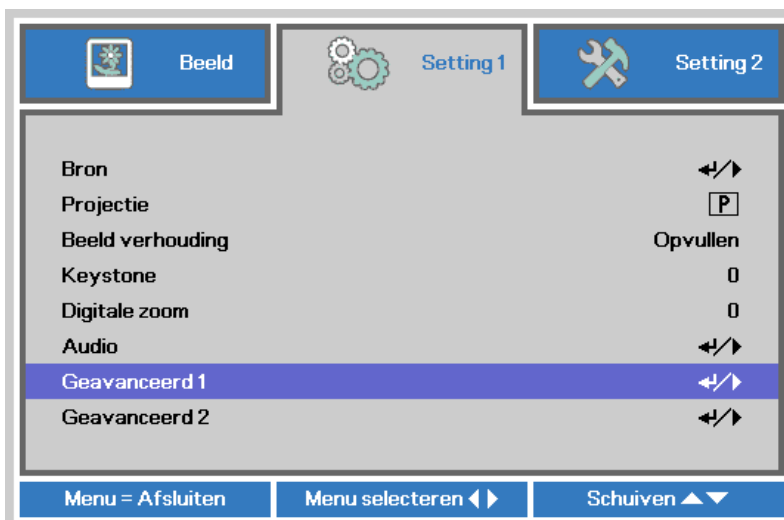 Beeld Setting 1 Setting 2
Bron
Projectie P
Beeld verhouding Opvullen
Keystone 0
Digitale zoom 0
Audio
Geavanceerd 1
Geavanceerd 2
Menu = Afsluiten Menu selecteren Schuiven